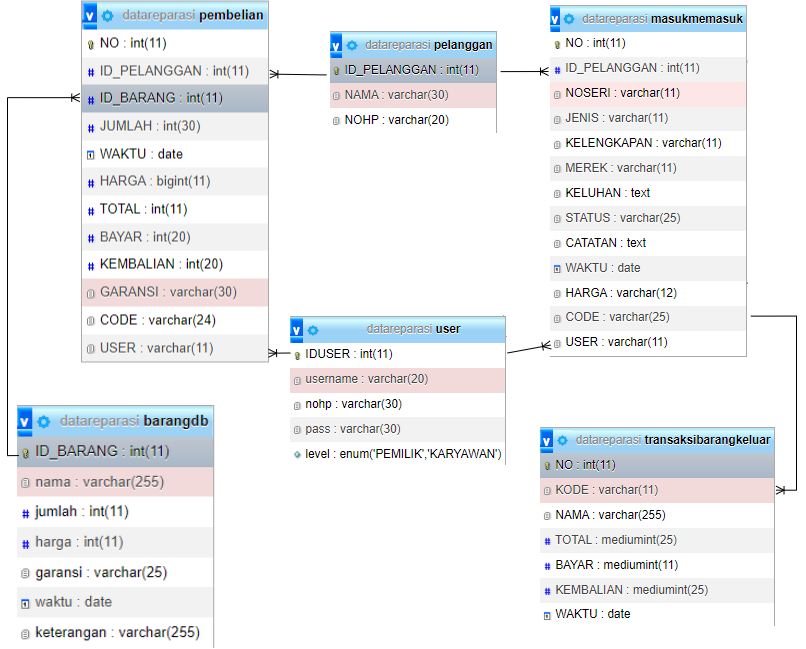 v datareparasi pembelian
NO : int(11)
# ID_PELANGGAN : int(11)
# ID_BARANG : int(11)
# JUMLAH : int(30)
WAKTU : date
# HARGA : bigint(11)
# TOTAL : int(11)
# BAYAR : int(20)
# KEMBALIAN : int(20)
GARANSI : varchar(30)
CODE : varchar(24)
USER : varchar(11)
v datareparasi pelanggan
ID_PELANGGAN : int(11)
NAMA : varchar(30)
NOHP : varchar(20)
v datareparasi masukmemasuk
NO : int(11)
# ID_PELANGGAN : int(11)
NOSERI : varchar(11)
JENIS : varchar(11)
KELENGKAPAN : varchar(11)
MEREK : varchar(11)
KELUHAN : text
STATUS : varchar(25)
CATATAN : text
WAKTU : date
HARGA : varchar(12)
CODE : varchar(25)
USER : varchar(11)
v datareparasi user
IDUSER : int(11)
username : varchar(20)
nohp : varchar(30)
pass : varchar(30)
level : enum('PEMILIK','KARYAWAN')
v datareparasi barangdb
ID_BARANG : int(11)
nama : varchar(255)
# jumlah : int(11)
# harga : int(11)
garansi : varchar(25)
waktu : date
keterangan : varchar(255)
v datareparasi transaksibarangkeluar
NO : int(11)
KODE : varchar(11)
NAMA : varchar(255)
# TOTAL : mediumint(25)
# BAYAR : mediumint(11)
# KEMBALIAN : mediumint(25)
WAKTU : date